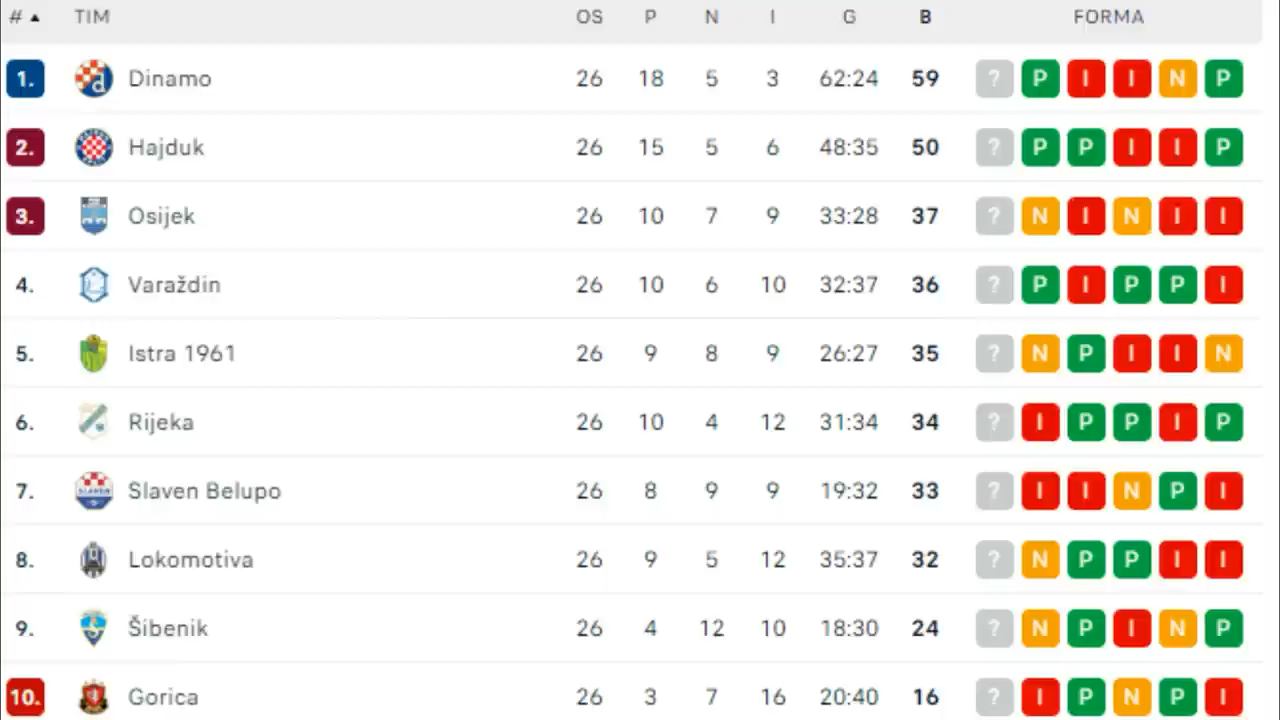 # ▲ TIM OS P N I G B FORMA
1. Dinamo 26 18 5 3 62:24 59 ? P I I N P
2. Hajduk 26 15 5 6 48:35 50 ? P P I I P
3. Osijek 26 10 7 9 33:28 37 ? N I N I I
4. Varaždin 26 10 6 10 32:37 36 ? P I P P I
5. Istra 1961 26 9 8 9 26:27 35 ? N P I I N
6. Rijeka 26 10 4 12 31:34 34 ? I P P I P
7. Slaven Belupo 26 8 9 9 19:32 33 ? I I N P I
8. Lokomotiva 26 9 5 12 35:37 32 ? N P P I I
9. Šibenik 26 4 12 10 18:30 24 ? N P I N P
10. Gorica 26 3 7 16 20:40 16 ? I P N P I